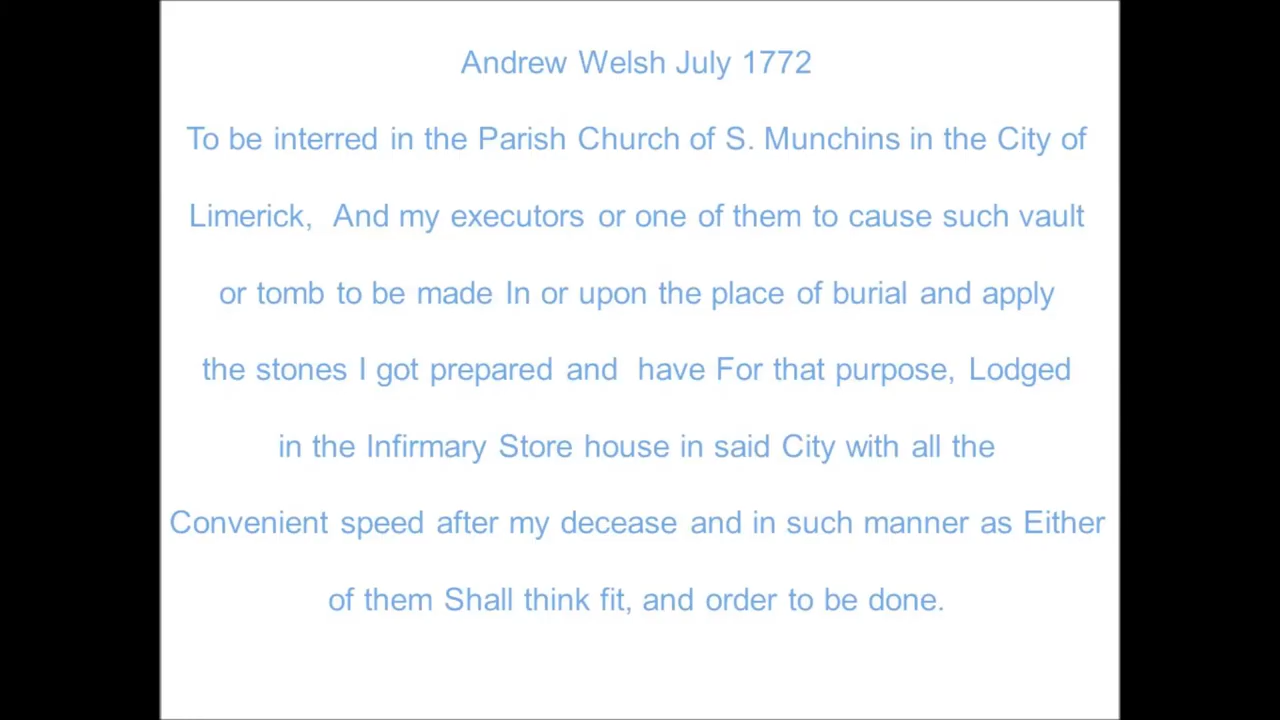 Andrew Welsh July 1772
To be interred in the Parish Church of S. Munchins in the City of
Limerick,  And my executors or one of them to cause such vault
or tomb to be made In or upon the place of burial and apply
the stones I got prepared and  have For that purpose, Lodged
in the Infirmary Store house in said City with all the
Convenient speed after my decease and in such manner as Either
of them Shall think fit, and order to be done.